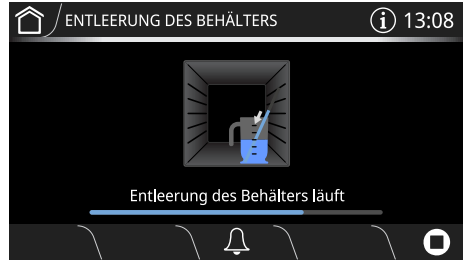 ENTLEERUNG DES BEHÄLTERS
i 13:08
Entleerung des Behälters läuft